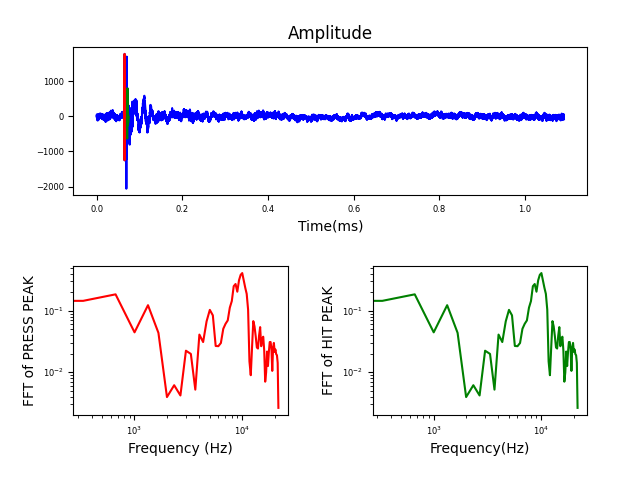 Amplitude
1000
0
−1000
−2000
0.0 0.2 0.4 0.6 0.8 1.0
Time(ms)
FFT of PRESS PEAK
10⁻¹
10⁻²
10³ 10⁴
Frequency (Hz)
FFT of HIT PEAK
10⁻¹
10⁻²
10³ 10⁴
Frequency(Hz)